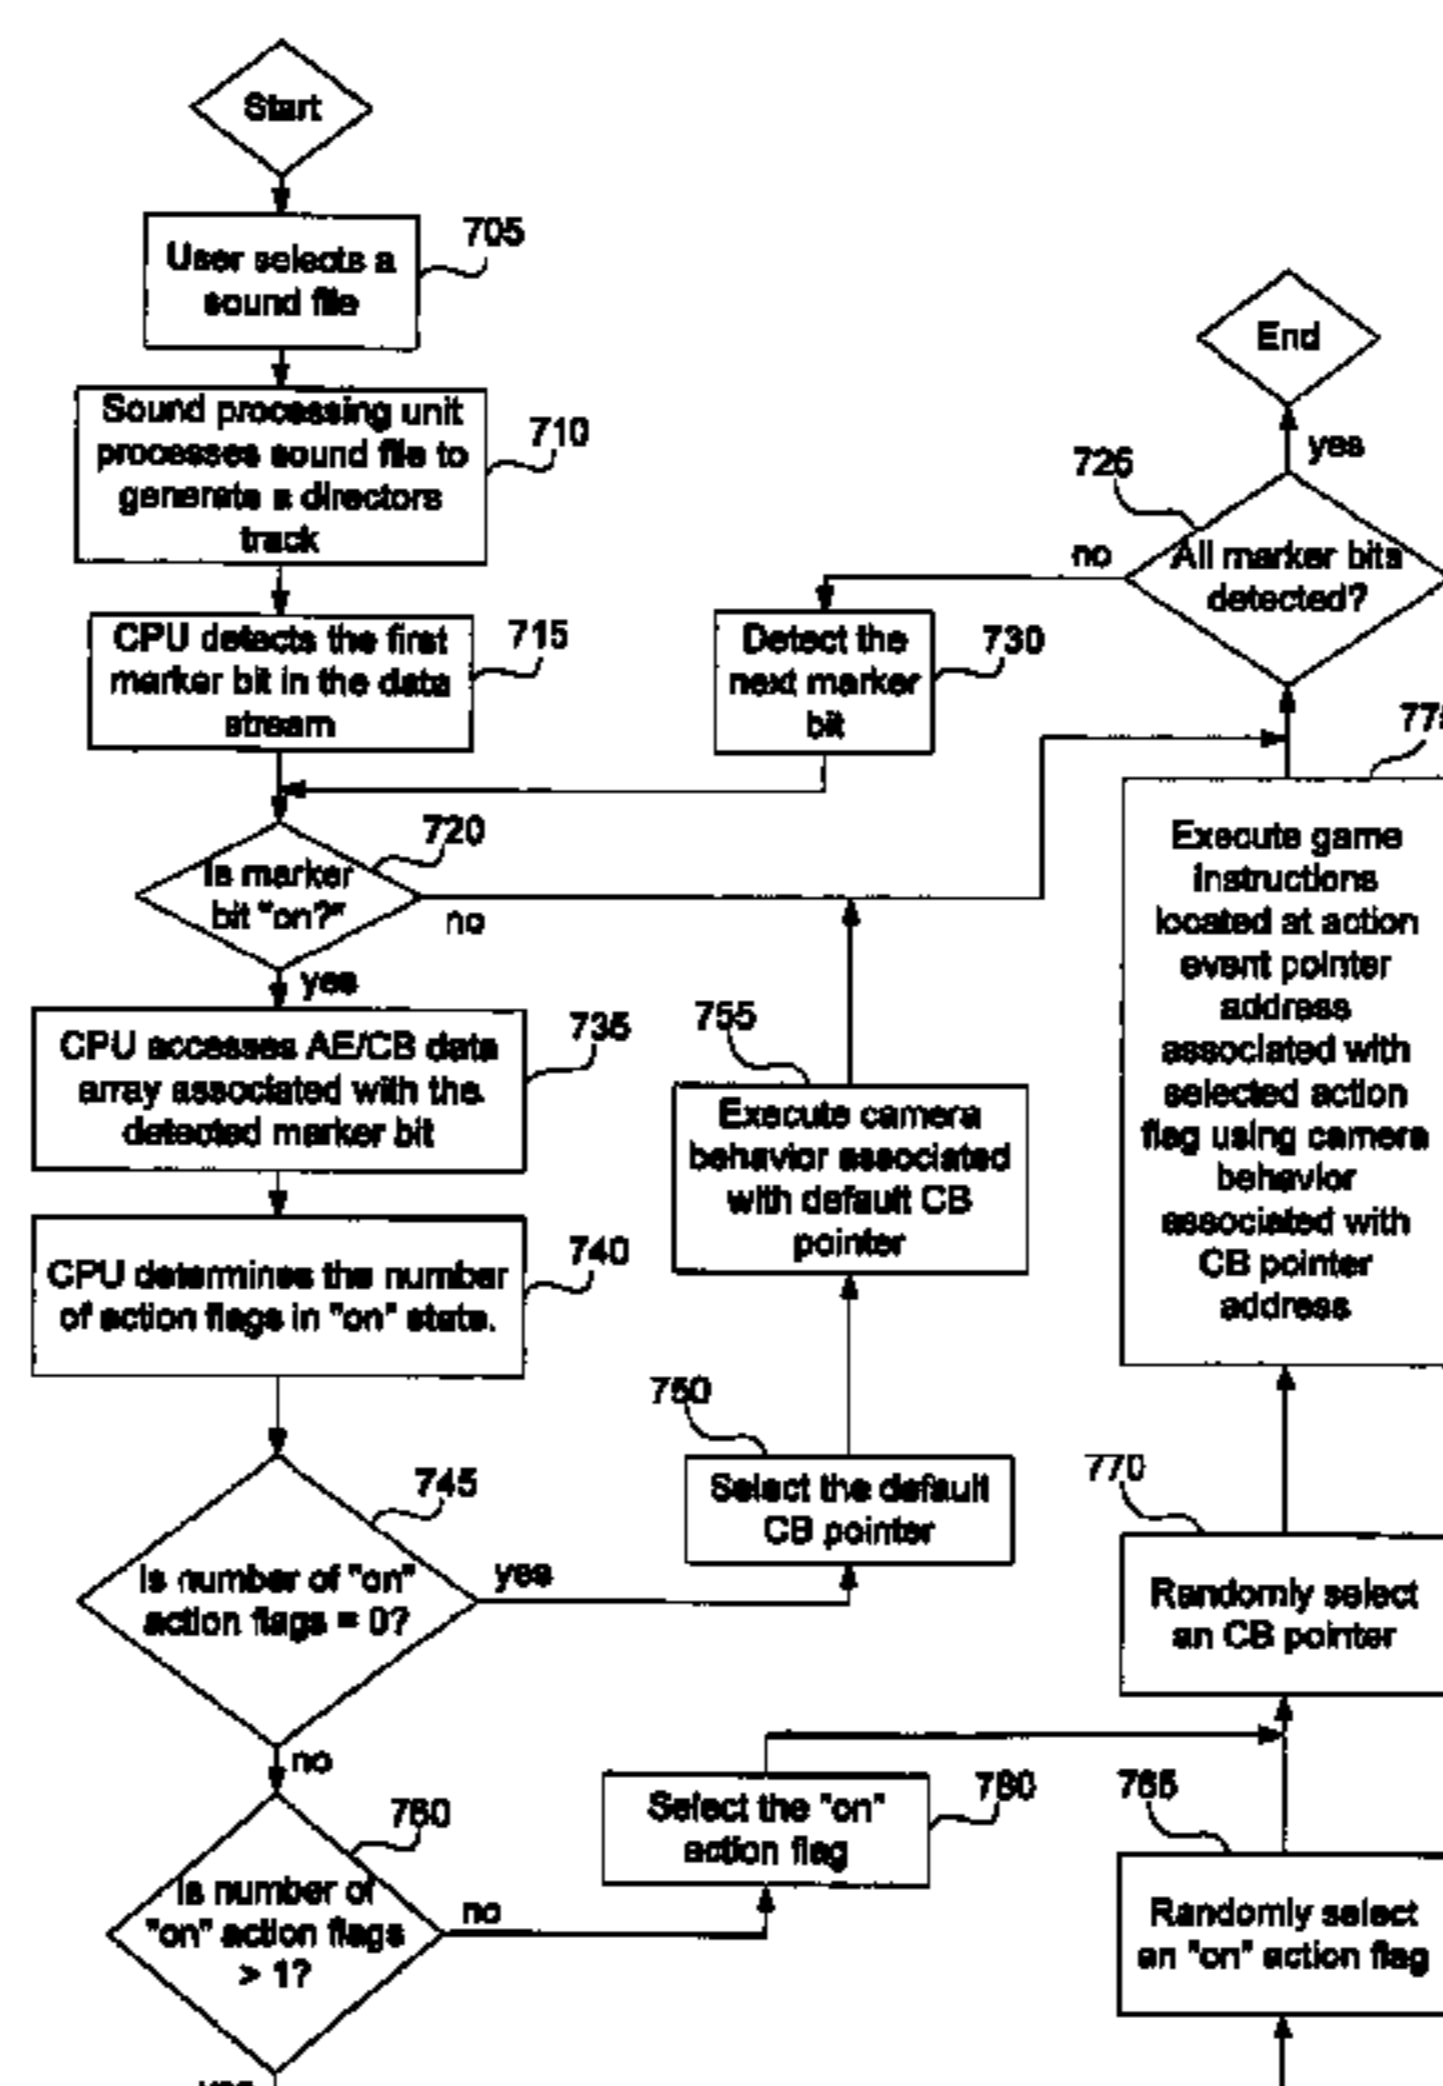 Start
User selects a
sound file
705
Sound processing unit
processes sound file to
generate a directors
track
710
CPU detects the first
marker bit in the data
stream
715
Is marker
bit "on?"
720
no
yes
CPU accesses AE/CB data
array associated with the
detected marker bit
735
CPU determines the number
of action flags in "on" state.
740
Is number of "on"
action flags = 0?
745
yes
no
Is number of
"on" action flags
> 1?
760
no
yes
Select the "on"
action flag
780
Select the default
CB pointer
750
Execute camera
behavior associated
with default CB
pointer
755
Detect the
next marker
bit
730
End
yes
All marker bits
detected?
725
no
Execute game
instructions
located at action
event pointer
address
associated with
selected action
flag using camera
behavior
associated with
CB pointer
address
Randomly select
an CB pointer
770
Randomly select
an "on" action flag
765